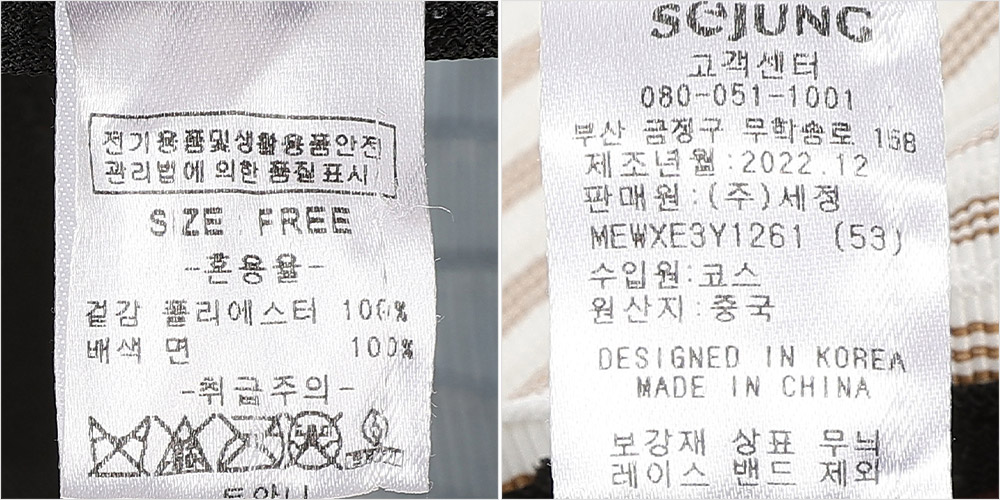 전기용품및생활용품안전
관리법에 의한 품질표시
SIZE FREE
-혼용율-
겉감 폴리에스터 100%
배색 면 100%
-취급주의-
SEJUNG
고객센터
080-051-1001
부산 금정구 무학송로 158
제조년월:2022.12
판매원:(주)세정
MEWXE3Y1261 (53)
수입원:코스
원산지:중국
DESIGNED IN KOREA
MADE IN CHINA
보강재 상표 무늬
레이스 밴드 제외